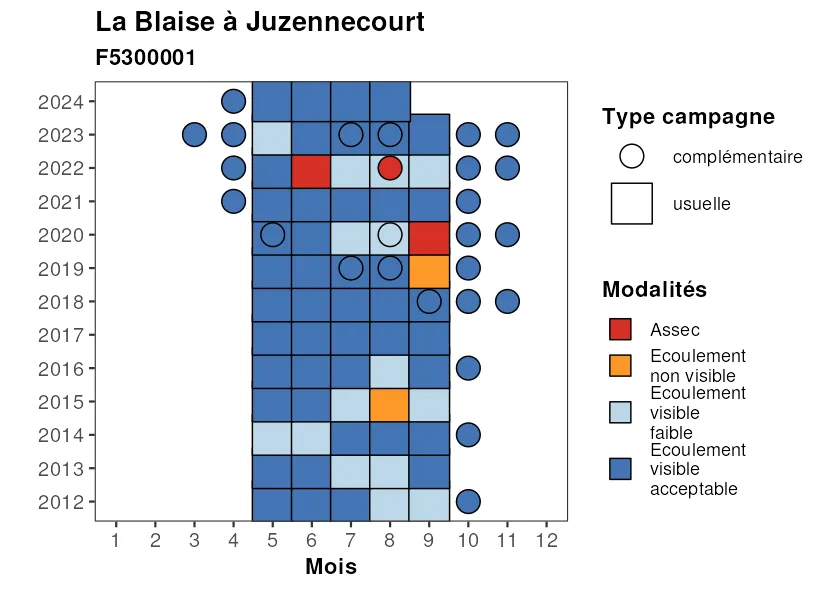 La Blaise à Juzennecourt
F5300001
2024
2023
2022
2021
2020
2019
2018
2017
2016
2015
2014
2013
2012
1 2 3 4 5 6 7 8 9 10 11 12
Mois
Type campagne
complémentaire
usuelle
Modalités
Assec
Ecoulement
non visible
Ecoulement
visible
faible
Ecoulement
visible
acceptable